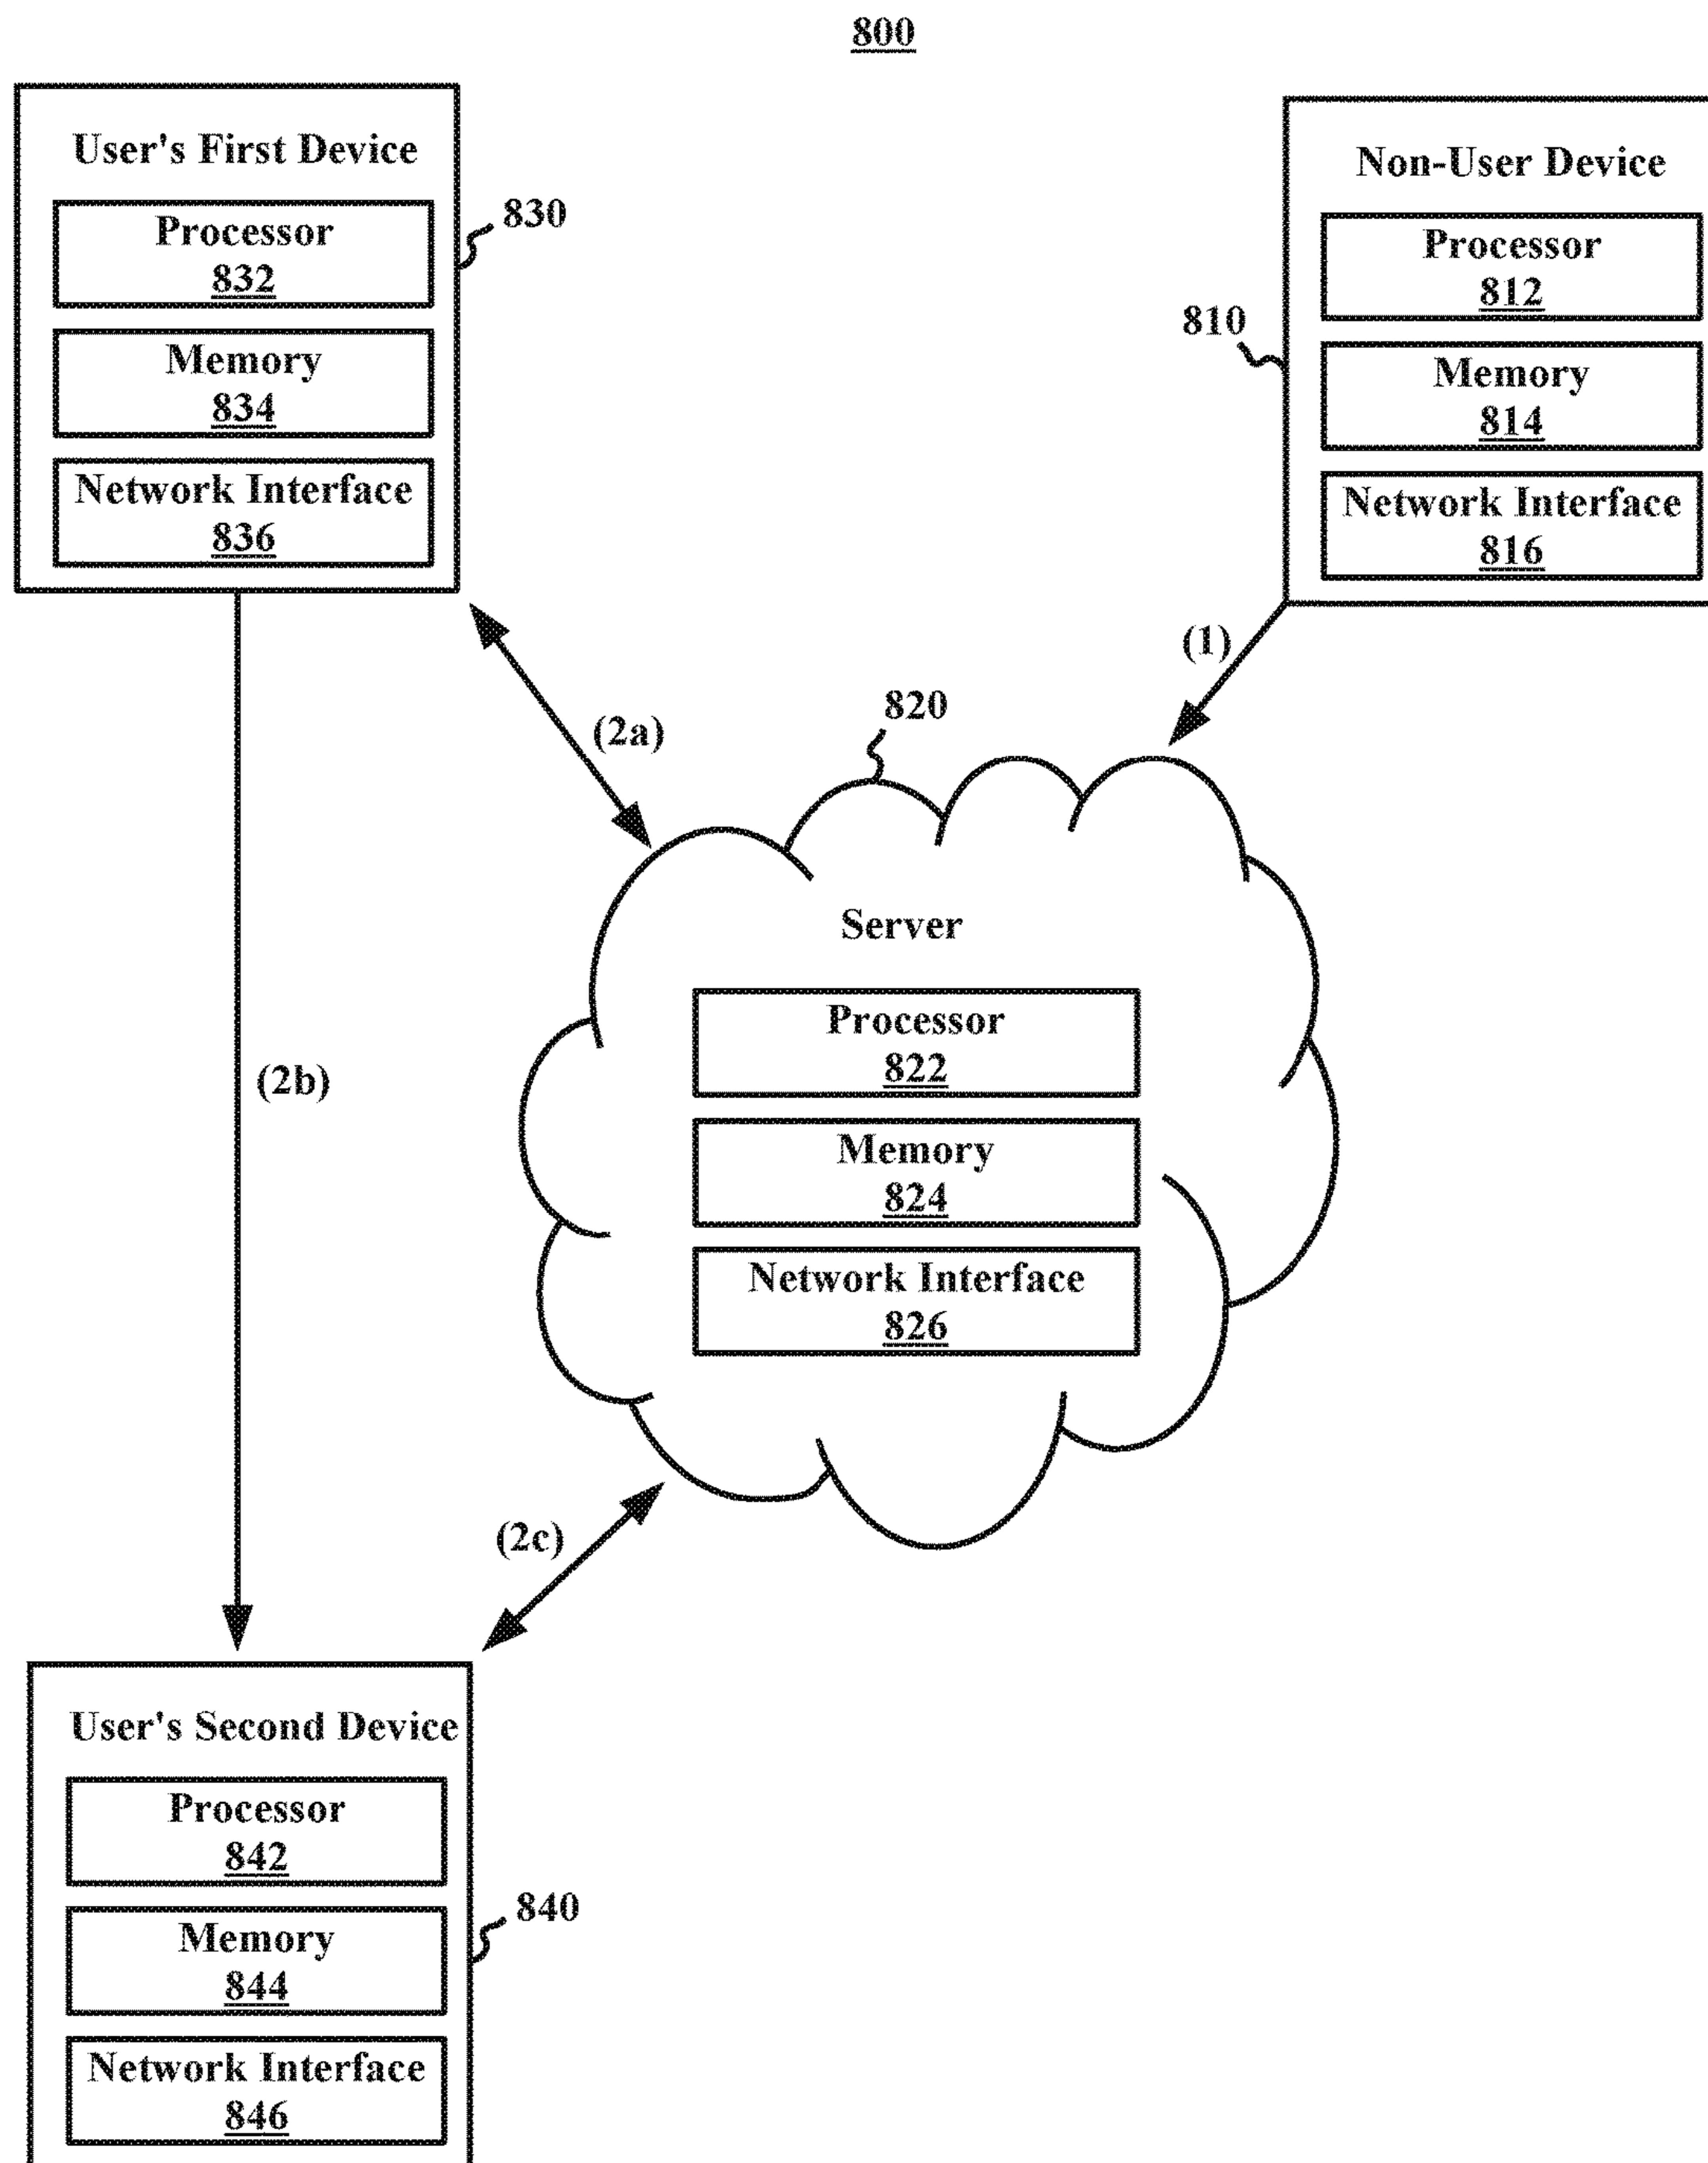 800
User's First Device
Processor
832
Memory
834
Network Interface
836
830
Non-User Device
Processor
812
Memory
814
Network Interface
816
810
(1)
(2a)
820
Server
Processor
822
Memory
824
Network Interface
826
(2b)
(2c)
User's Second Device
Processor
842
Memory
844
Network Interface
846
840